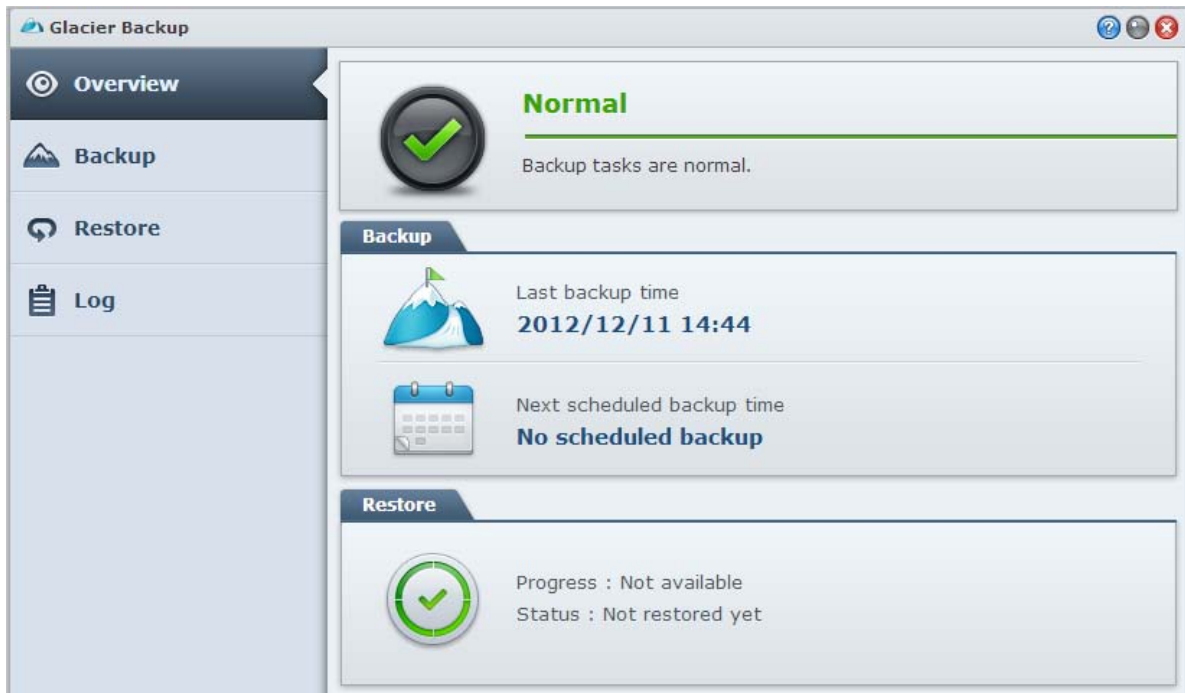 Glacier Backup
Overview
Backup
Restore
Log
Normal
Backup tasks are normal.
Backup
Last backup time
2012/12/11 14:44
Next scheduled backup time
No scheduled backup
Restore
Progress : Not available
Status : Not restored yet